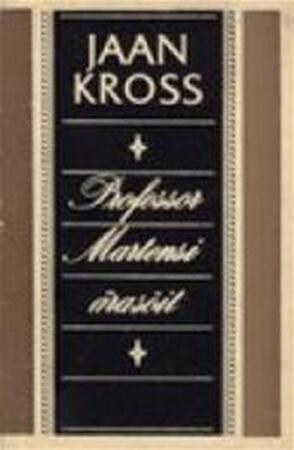 JAAN
KROSS
Professor
Martensi
ärasõit